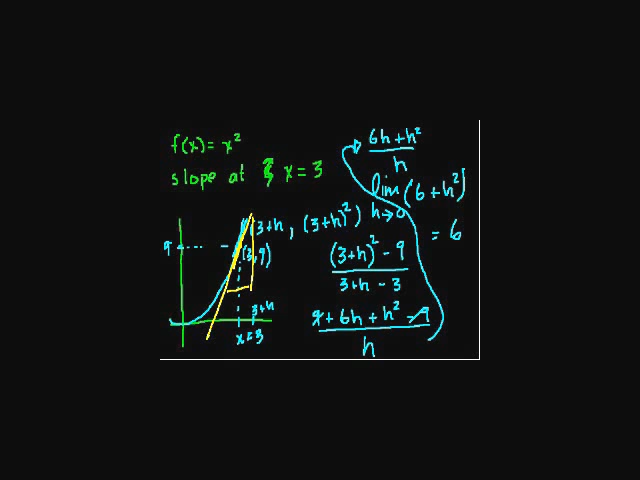 f(x) = x²
slope at x = 3
9
3+h, (3+h)²
(3,9)
3+h
x=3
(3+h)² - 9
3+h - 3
9 + 6h + h² - 9
h
6h + h²
h
lim (6 + h²)
h→0
= 6